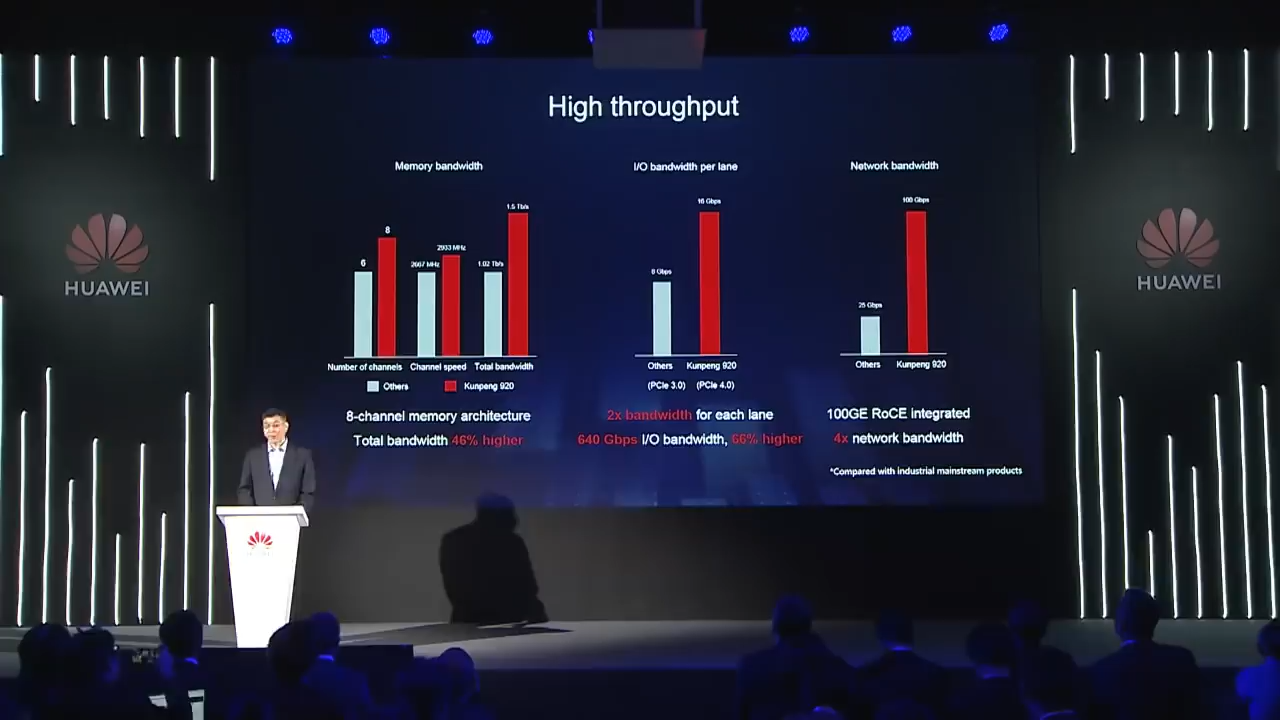 High throughput
Memory bandwidth
8
6
2933 MHz
2667 MHz
1.5 Tb/s
1.02 Tb/s
Number of channels
Channel speed
Total bandwidth
Others
Kunpeng 920
8-channel memory architecture
Total bandwidth 46% higher
I/O bandwidth per lane
16 Gbps
8 Gbps
Others
Kunpeng 920
(PCIe 3.0)
(PCIe 4.0)
2x bandwidth for each lane
640 Gbps I/O bandwidth, 66% higher
Network bandwidth
100 Gbps
25 Gbps
Others
Kunpeng 920
100GE RoCE integrated
4x network bandwidth
*Compared with industrial mainstream products
HUAWEI
HUAWEI